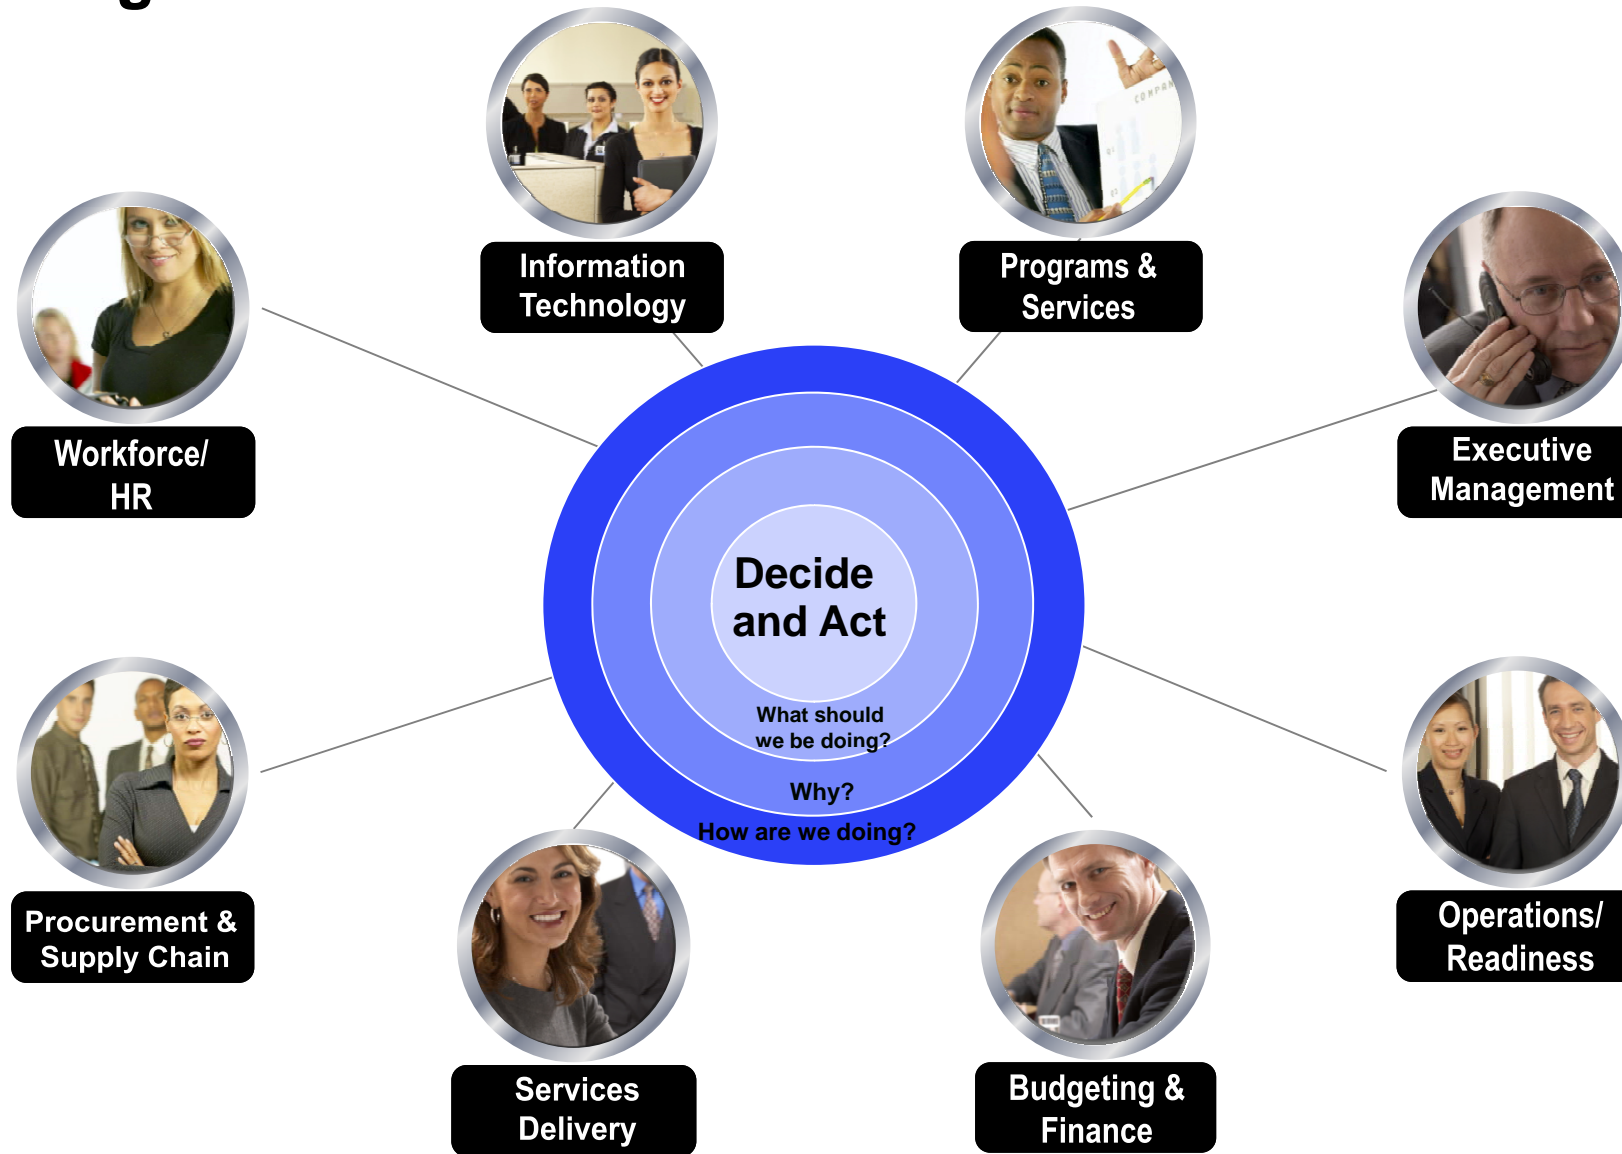 g
Information
Technology
Programs &
Services
COMPAN
Workforce/
HR
Executive
Management
Decide
and Act
What should
we be doing?
Why?
How are we doing?
Procurement &
Supply Chain
Operations/
Readiness
Services
Delivery
Budgeting &
Finance